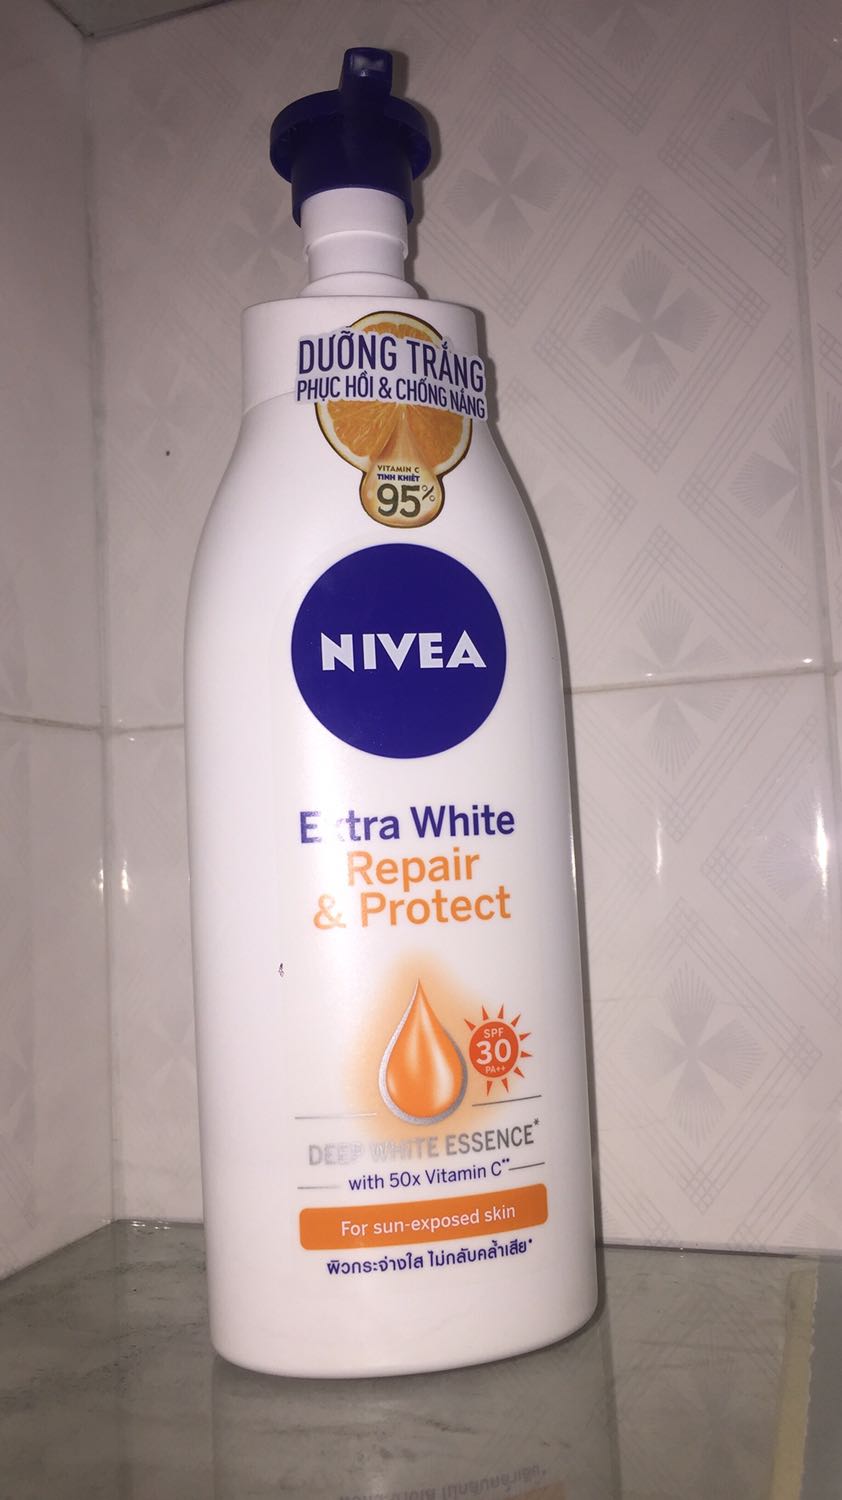 DƯỠNG TRẮNG
PHỤC HỒI & CHỐNG NẮNG
VITAMIN C
TINH KHIẾT
95%
NIVEA
Extra White
Repair
& Protect
SPF
30
PA++
DEEP WHITE ESSENCE*
with 50x Vitamin C**
For sun-exposed skin
ผิวกระจ่างใส ไม่กลับคล้ำเสีย*